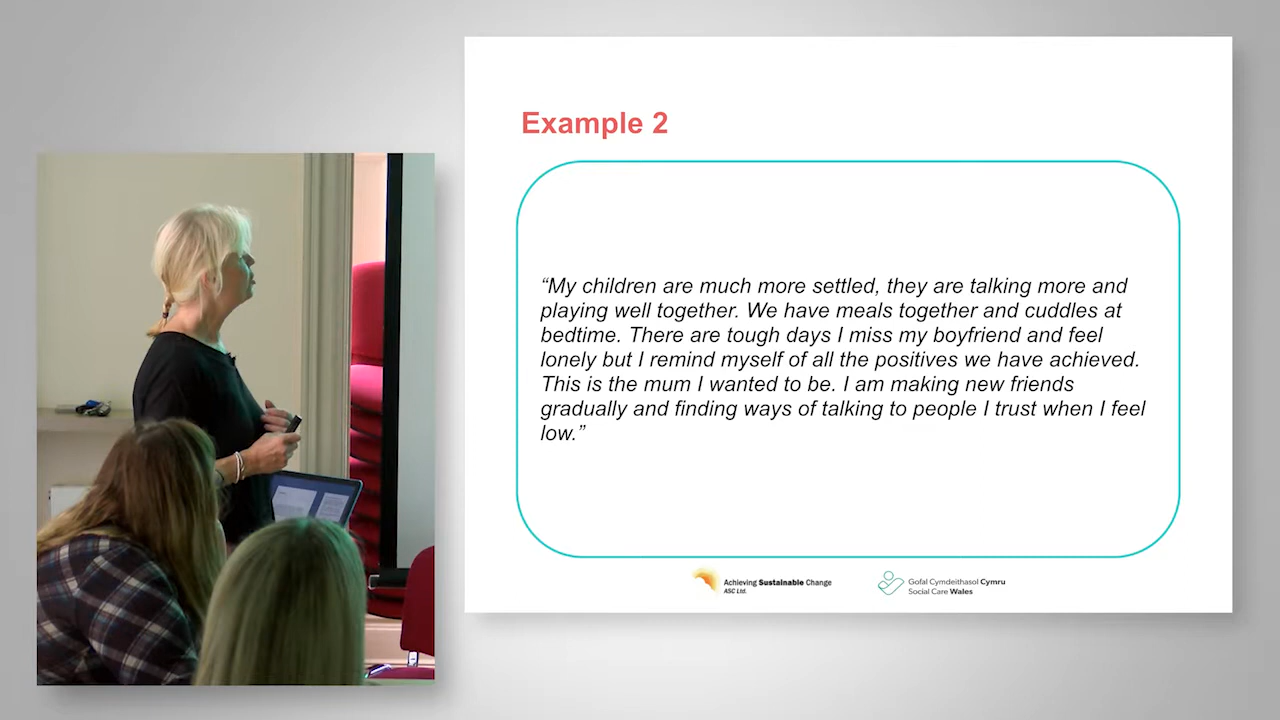 Example 2
“My children are much more settled, they are talking more and
playing well together. We have meals together and cuddles at
bedtime. There are tough days I miss my boyfriend and feel
lonely but I remind myself of all the positives we have achieved.
This is the mum I wanted to be. I am making new friends
gradually and finding ways of talking to people I trust when I feel
low.”
Achieving Sustainable Change
ASC Ltd.
Gofal Cymdeithasol Cymru
Social Care Wales